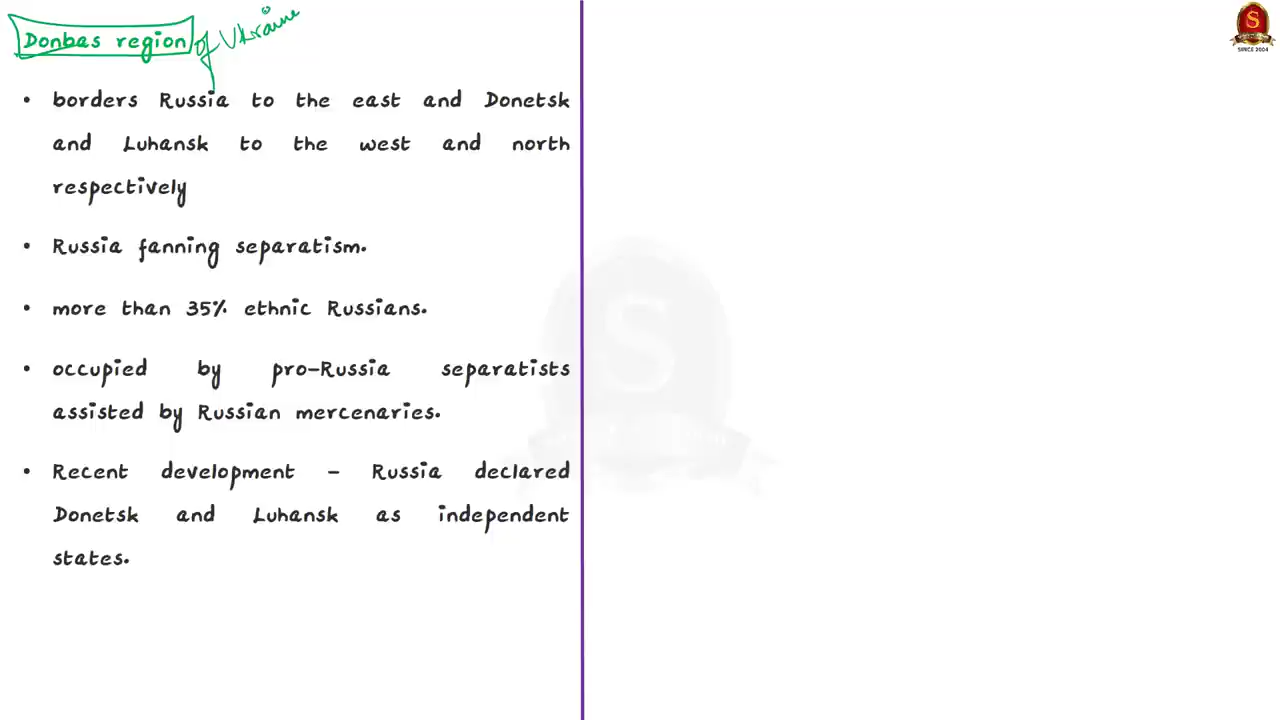 Donbas region of Ukraine
• borders Russia to the east and Donetsk
and Luhansk to the west and north
respectively
• Russia fanning separatism.
• more than 35% ethnic Russians.
• occupied by pro-Russia separatists
assisted by Russian mercenaries.
• Recent development - Russia declared
Donetsk and Luhansk as independent
states.
S
SINCE 2004